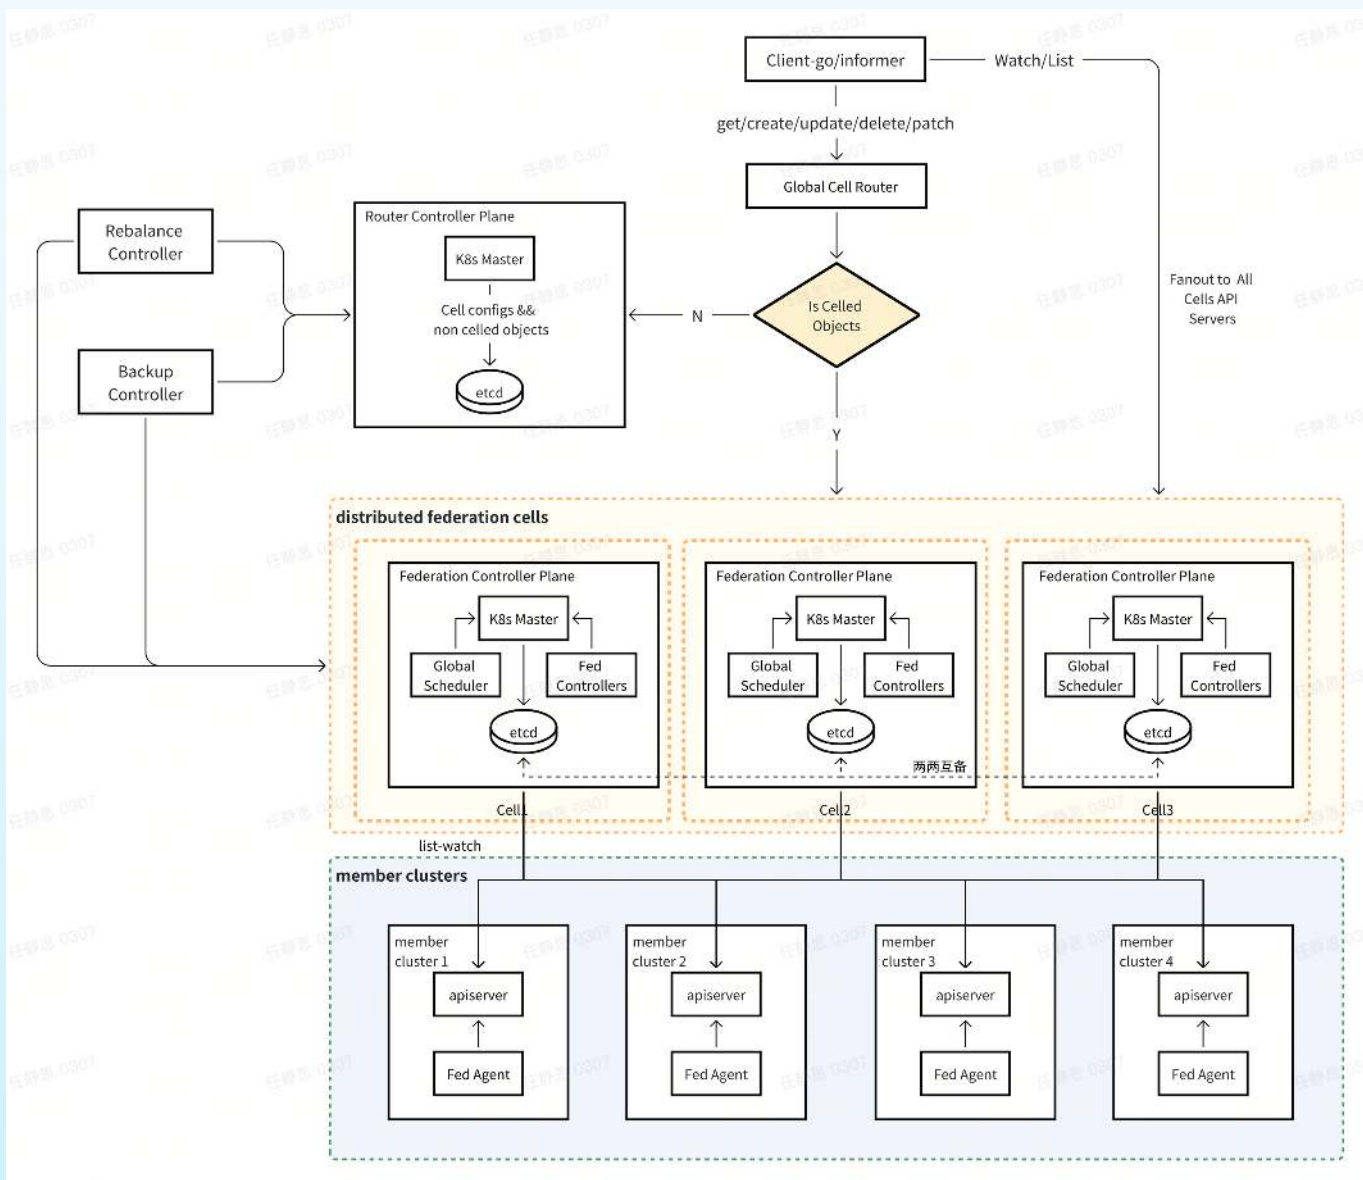 Client-go/informer
Watch/List
get/create/update/delete/patch
Global Cell Router
Router Controller Plane
Rebalance
Controller
K8s Master
Fanout to All
Cells API
Servers
Is Celled
Objects
Cell configs &&
non celled objects
N
Backup
Controller
etcd
Y
distributed federation cells
Federation Controller Plane
K8s Master
Global
Scheduler
Fed
Controllers
etcd
Cell1
Federation Controller Plane
K8s Master
Global
Scheduler
Fed
Controllers
etcd
Cell2
Federation Controller Plane
K8s Master
Global
Scheduler
Fed
Controllers
etcd
Cell3
两两互备
list-watch
member clusters
member
cluster 1
apiserver
Fed Agent
member
cluster 2
apiserver
Fed Agent
member
cluster 3
apiserver
Fed Agent
member
cluster 4
apiserver
Fed Agent